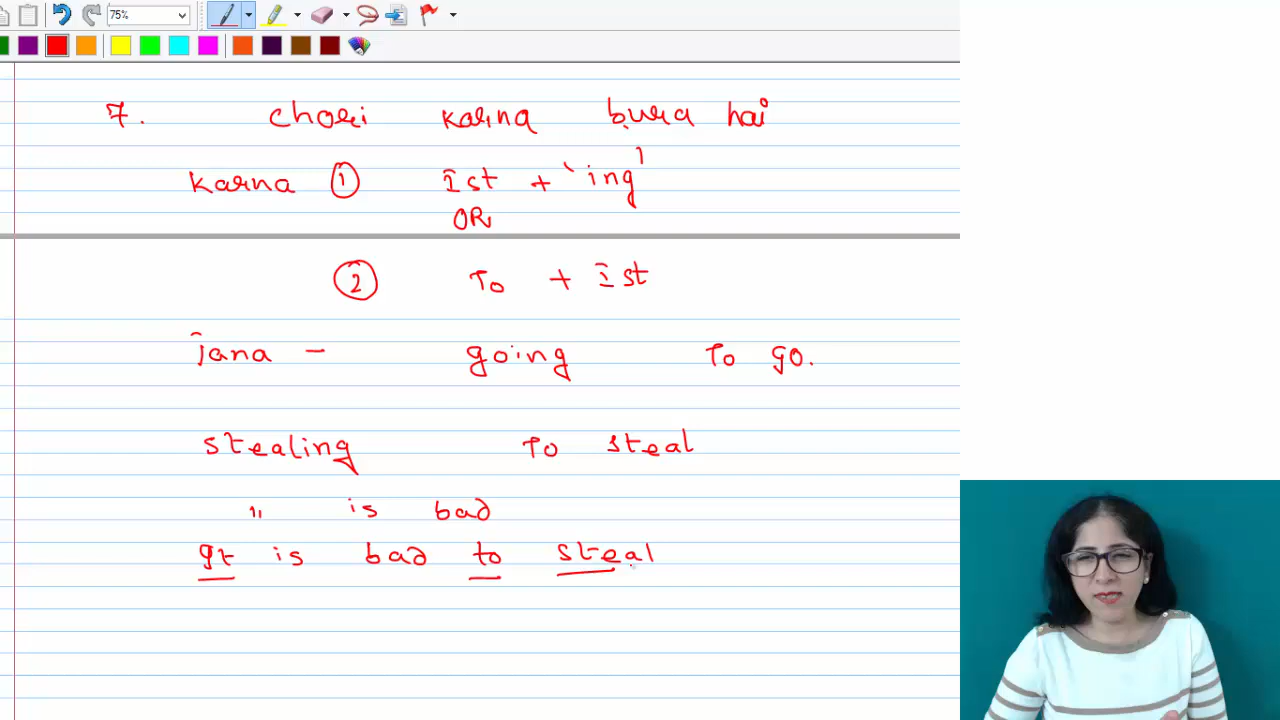 75%
7. Chori karna bura hai
Karna ① Ist + 'ing'
OR
② To + Ist
Jana - going To go.
Stealing To steal
" is bad
It is bad to steal